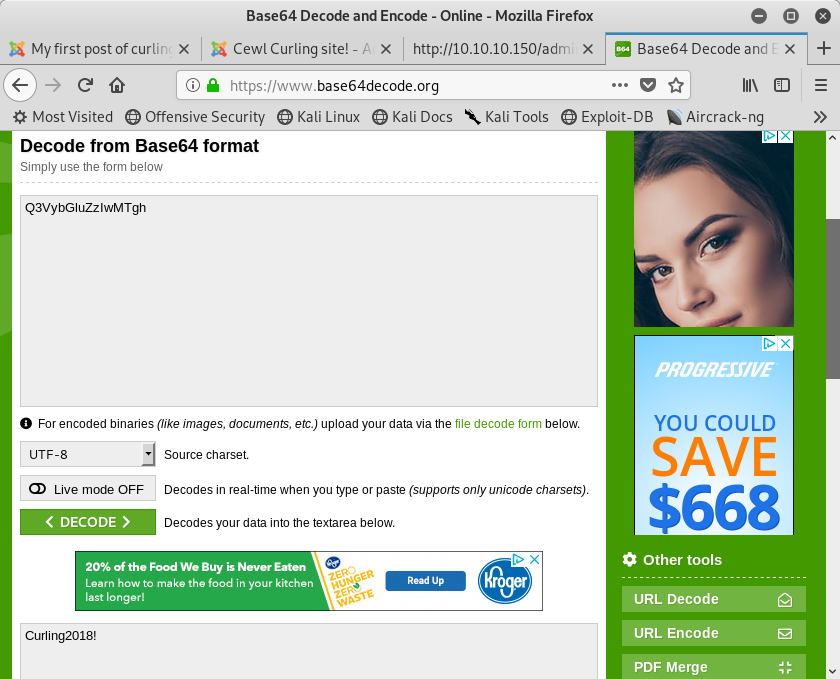 Base64 Decode and Encode - Online - Mozilla Firefox
My first post of curling
Cewl Curling site! - A
http://10.10.10.150/admi
B64
Base64 Decode and E
https://www.base64decode.org
Most Visited
Offensive Security
Kali Linux
Kali Docs
Kali Tools
Exploit-DB
Aircrack-ng
Decode from Base64 format
Simply use the form below
Q3VybGluZzIwMTgh
For encoded binaries (like images, documents, etc.) upload your data via the file decode form below.
UTF-8
Source charset.
Live mode OFF
Decodes in real-time when you type or paste (supports only unicode charsets).
DECODE
Decodes your data into the textarea below.
20% of the Food We Buy is Never Eaten
Learn how to make the food in your kitchen
last longer!
Kroger
ZERO
HUNGER
ZERO
WASTE
Read Up
Kroger
Curling2018!
PROGRESSIVE
YOU COULD
SAVE
$668
Other tools
URL Decode
URL Encode
PDF Merge